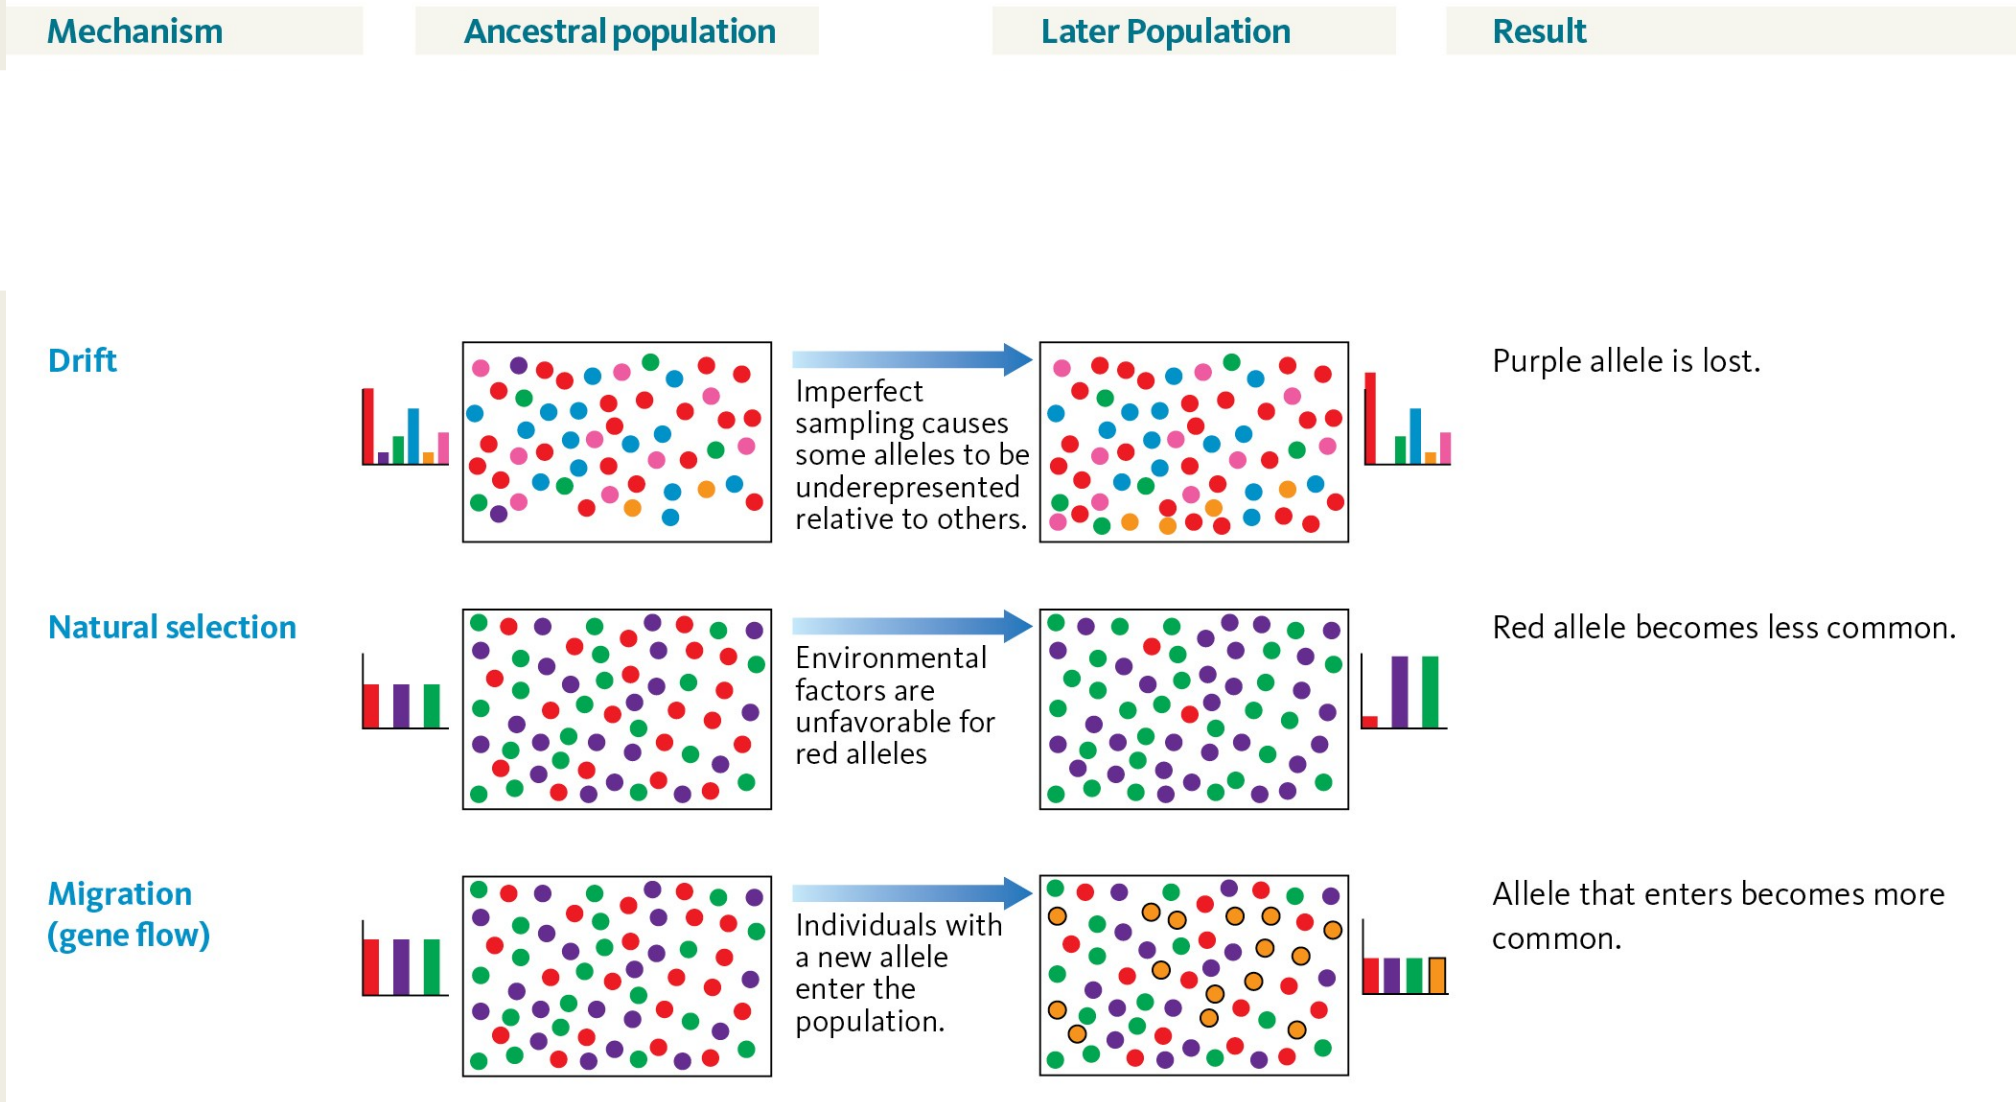 Mechanism
Ancestral population
Later Population
Result
Drift
Imperfect
sampling causes
some alleles to be
underepresented
relative to others.
Purple allele is lost.
Natural selection
Environmental
factors are
unfavorable for
red alleles
Red allele becomes less common.
Migration
(gene flow)
Individuals with
a new allele
enter the
population.
Allele that enters becomes more
common.